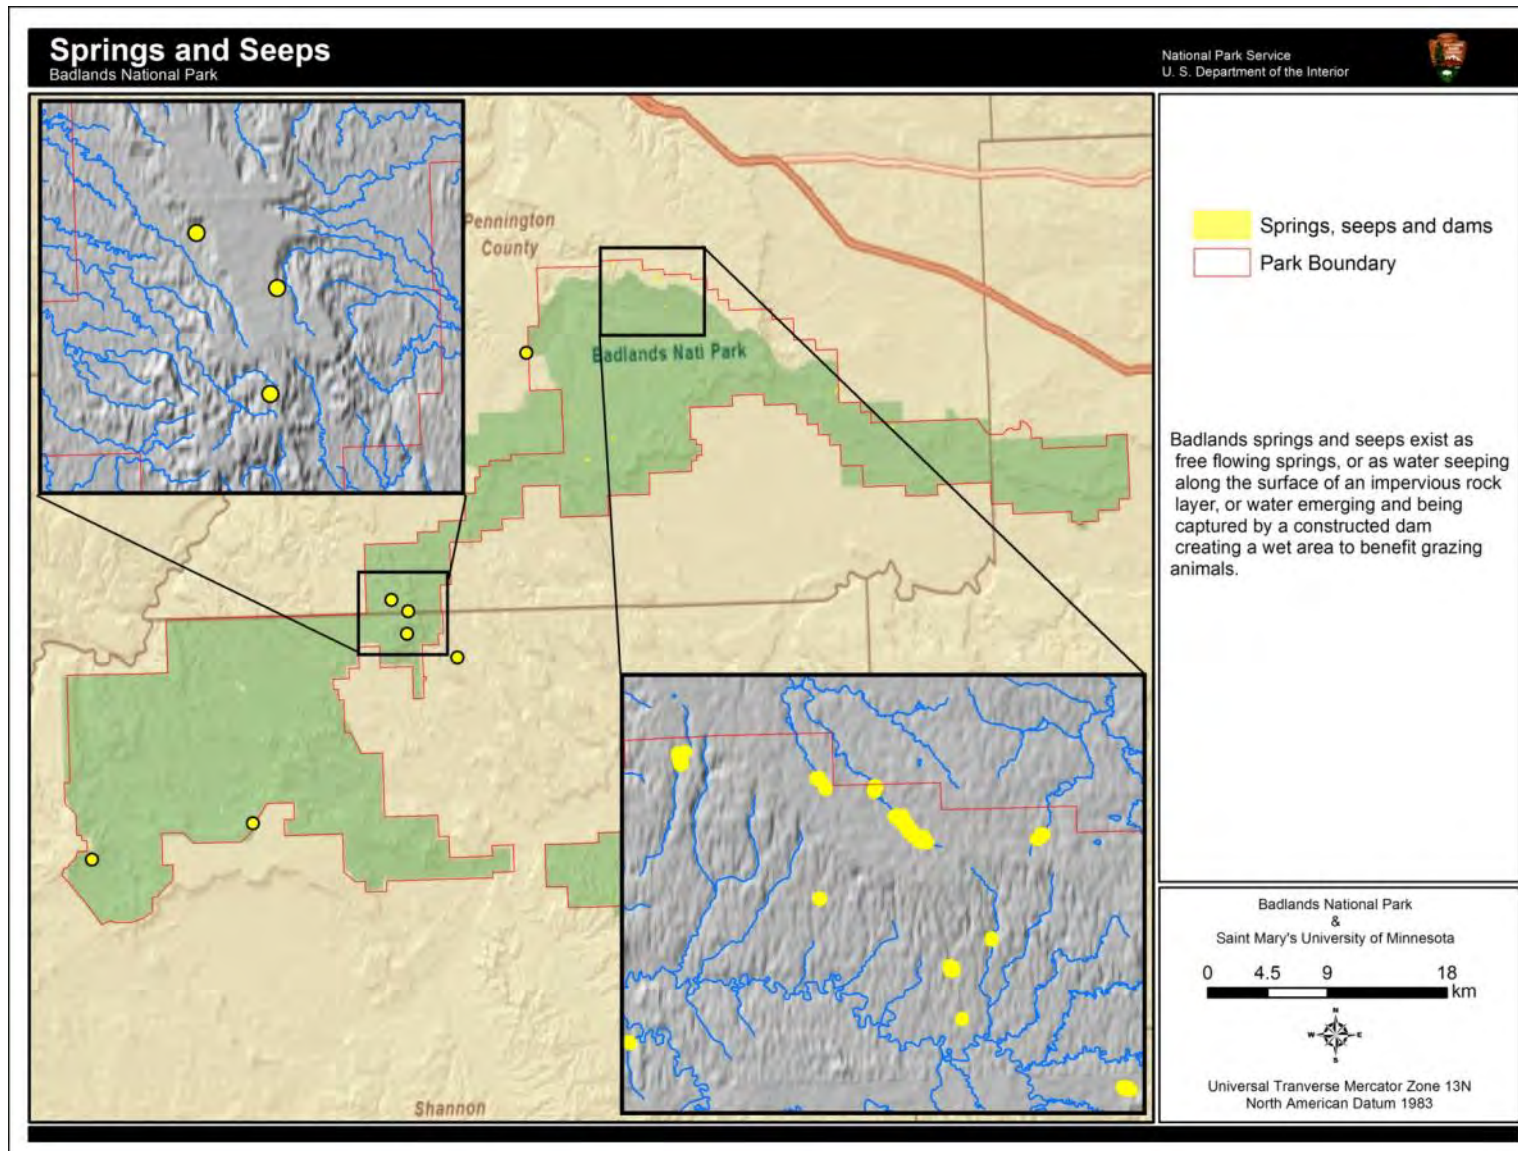 Springs and Seeps
Badlands National Park
National Park Service
U. S. Department of the Interior
Pennington
County
Badlands Natl Park
Shannon
Springs, seeps and dams
Park Boundary
Badlands springs and seeps exist as
free flowing springs, or as water seeping
along the surface of an impervious rock
layer, or water emerging and being
captured by a constructed dam
creating a wet area to benefit grazing
animals.
Badlands National Park
&
Saint Mary's University of Minnesota
0 4.5 9 18
km
N
W E
S
Universal Tranverse Mercator Zone 13N
North American Datum 1983